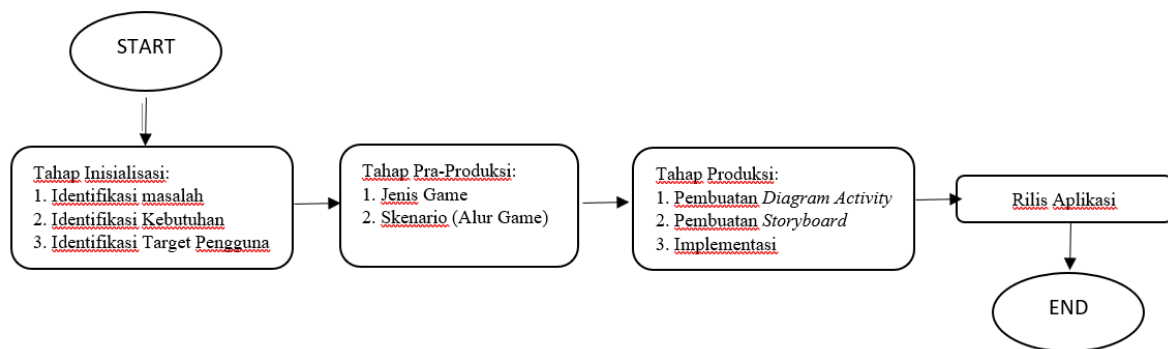 START
Tahap Inisialisasi:
1. Identifikasi masalah
2. Identifikasi Kebutuhan
3. Identifikasi Target Pengguna
Tahap Pra-Produksi:
1. Jenis Game
2. Skenario (Alur Game)
Tahap Produksi:
1. Pembuatan Diagram Activity
2. Pembuatan Storyboard
3. Implementasi
Rilis Aplikasi
END